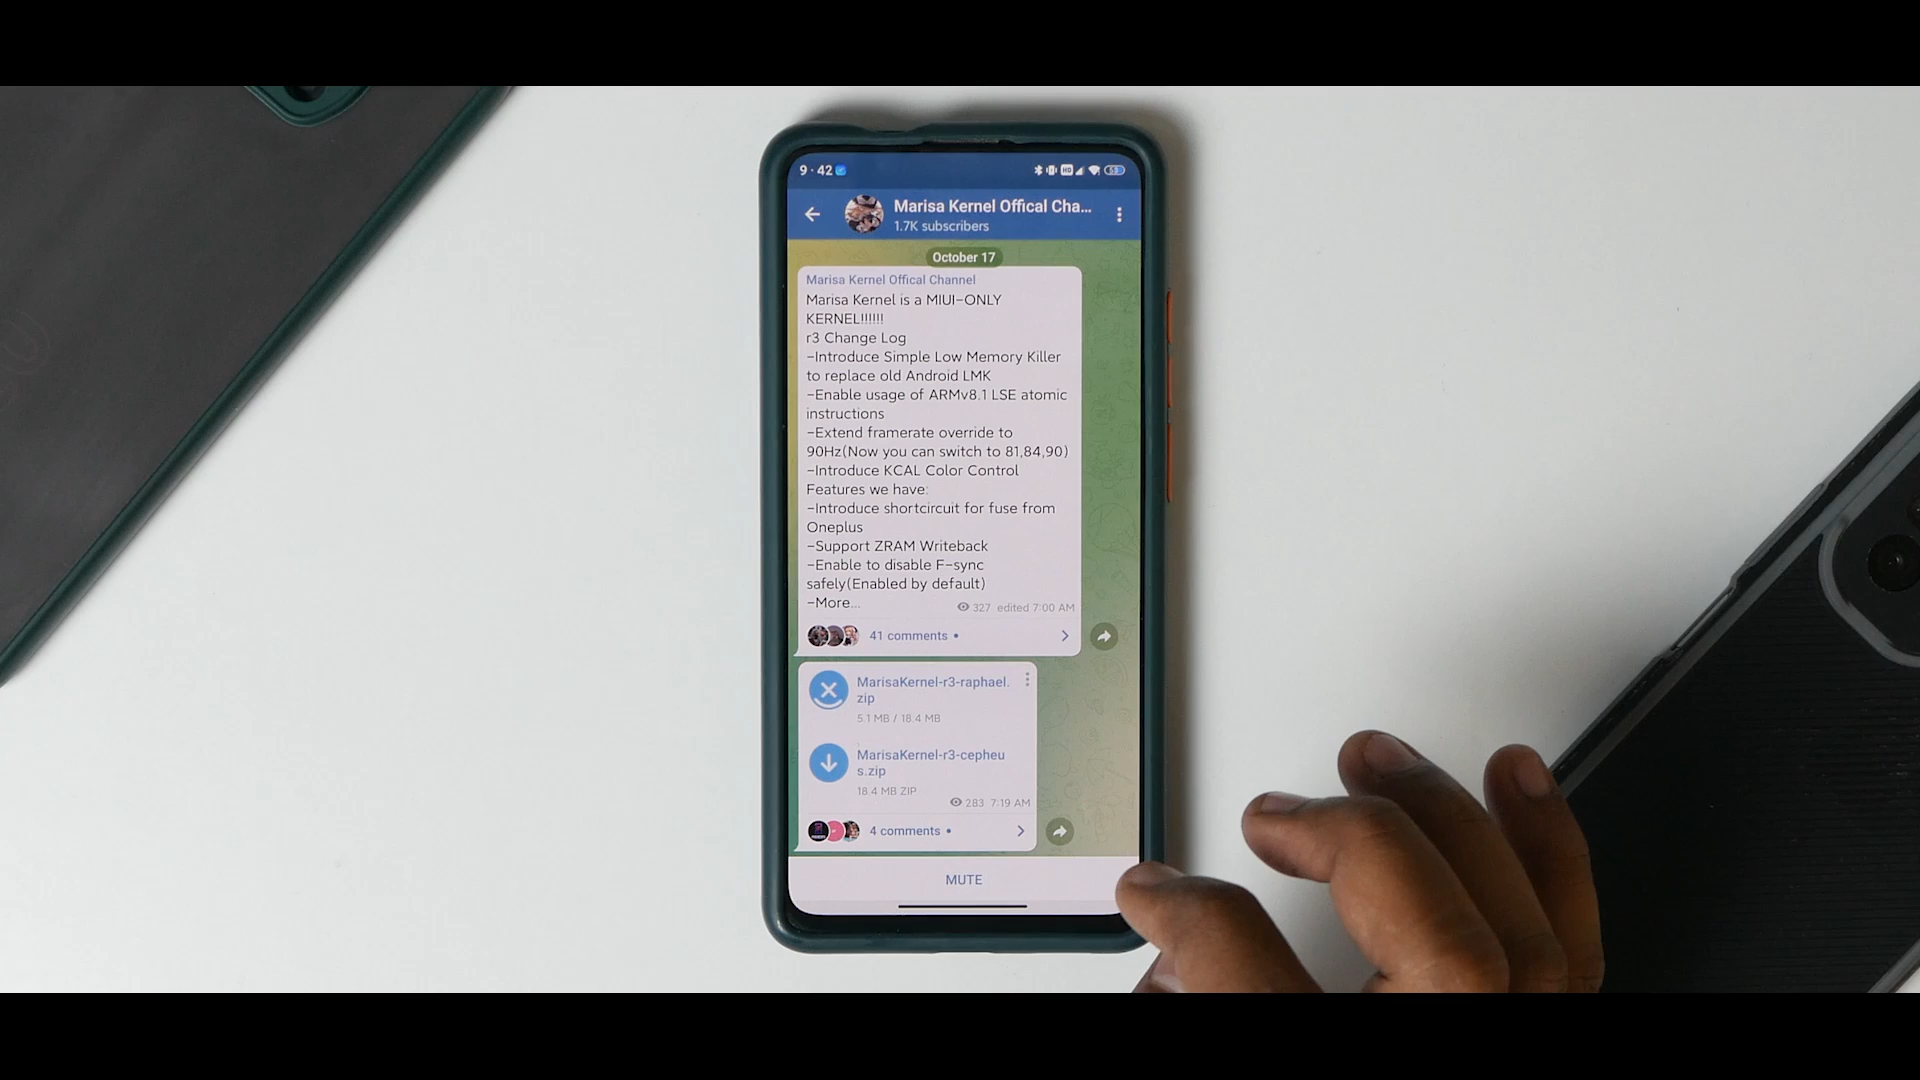 9 · 42
HD
53
Marisa Kernel Offical Cha...
1.7K subscribers
October 17
Marisa Kernel Offical Channel
Marisa Kernel is a MIUI-ONLY
KERNEL!!!!!!
r3 Change Log
-Introduce Simple Low Memory Killer
to replace old Android LMK
-Enable usage of ARMv8.1 LSE atomic
instructions
-Extend framerate override to
90Hz(Now you can switch to 81,84,90)
-Introduce KCAL Color Control
Features we have:
-Introduce shortcircuit for fuse from
Oneplus
-Support ZRAM Writeback
-Enable to disable F-sync
safely(Enabled by default)
-More...
327 edited 7:00 AM
41 comments
MarisaKernel-r3-raphael.
zip
5.1 MB / 18.4 MB
MarisaKernel-r3-cepheu
s.zip
18.4 MB ZIP
283 7:19 AM
4 comments
MUTE